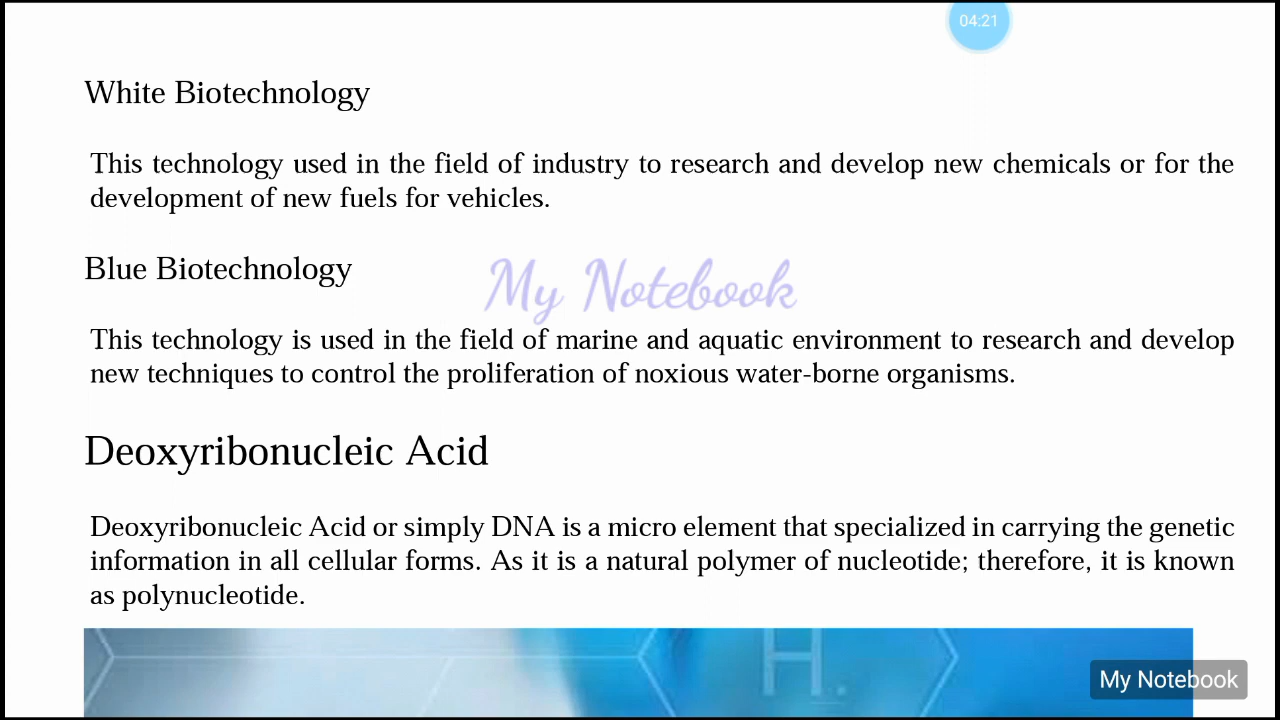 04:21
White Biotechnology
This technology used in the field of industry to research and develop new chemicals or for the
development of new fuels for vehicles.
Blue Biotechnology
My Notebook
This technology is used in the field of marine and aquatic environment to research and develop
new techniques to control the proliferation of noxious water-borne organisms.
Deoxyribonucleic Acid
Deoxyribonucleic Acid or simply DNA is a micro element that specialized in carrying the genetic
information in all cellular forms. As it is a natural polymer of nucleotide; therefore, it is known
as polynucleotide.
H.
My Notebook